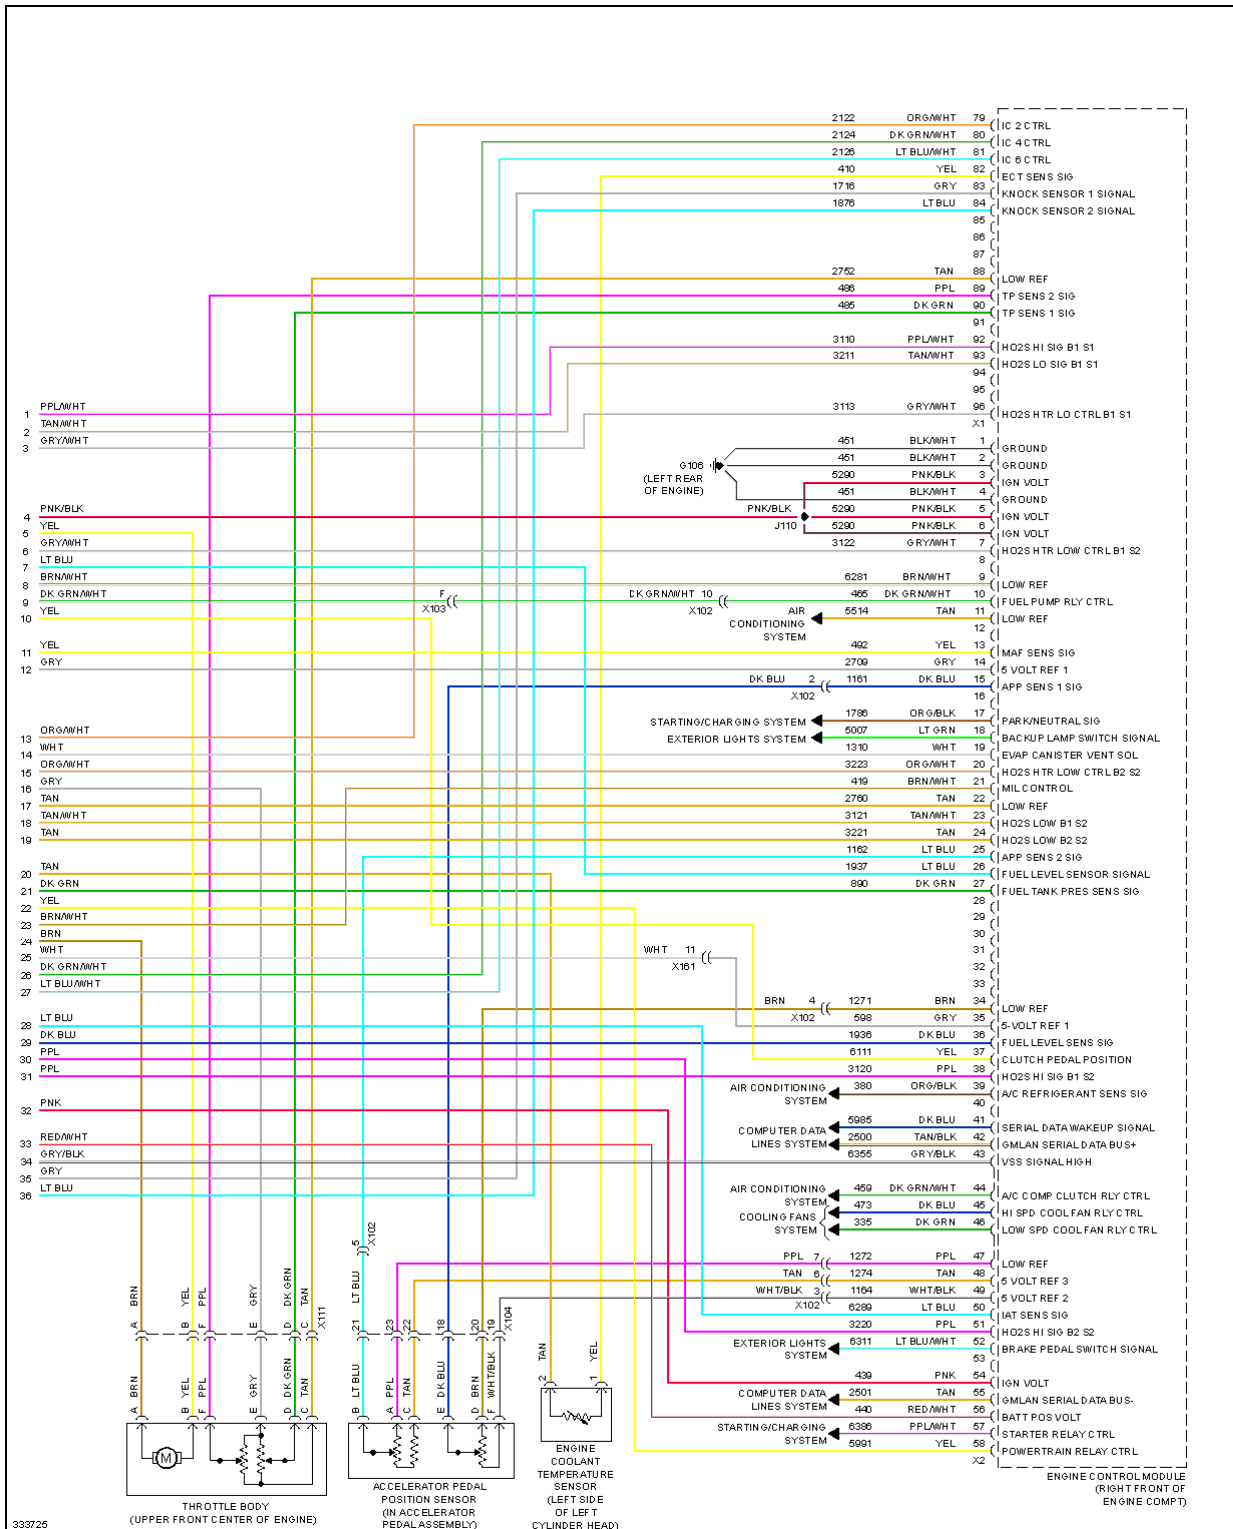 2122 ORG/WHT 79 IC 2 CTRL
2124 DK GRN/WHT 80 IC 4 CTRL
2126 LT BLU/WHT 81 IC 6 CTRL
410 YEL 82 ECT SENS SIG
1716 GRY 83 KNOCK SENSOR 1 SIGNAL
1876 LT BLU 84 KNOCK SENSOR 2 SIGNAL
85
86
87
2752 TAN 88 LOW REF
486 PPL 89 TP SENS 2 SIG
485 DK GRN 90 TP SENS 1 SIG
91
3110 PPL/WHT 92 HO2S HI SIG B1 S1
3211 TAN/WHT 93 HO2S LO SIG B1 S1
94
95
1 PPL/WHT 3113 GRY/WHT 96 HO2S HTR LO CTRL B1 S1
2 TAN/WHT X1
3 GRY/WHT 451 BLK/WHT 1 GROUND
G106 451 BLK/WHT 2 GROUND
(LEFT REAR 5290 PNK/BLK 3 IGN VOLT
OF ENGINE) 451 BLK/WHT 4 GROUND
4 PNK/BLK PNK/BLK 5290 PNK/BLK 5 IGN VOLT
5 YEL J110 5290 PNK/BLK 6 IGN VOLT
6 GRY/WHT 3122 GRY/WHT 7 HO2S HTR LOW CTRL B1 S2
7 LT BLU 8
8 BRN/WHT 6281 BRN/WHT 9 LOW REF
9 DK GRN/WHT F X103 DK GRN/WHT 10 X102 465 DK GRN/WHT 10 FUEL PUMP RLY CTRL
10 YEL AIR CONDITIONING SYSTEM 5514 TAN 11 LOW REF
12
11 YEL 492 YEL 13 MAF SENS SIG
12 GRY 2709 GRY 14 5 VOLT REF 1
DK BLU 2 X102 1161 DK BLU 15 APP SENS 1 SIG
16
STARTING/CHARGING SYSTEM 1786 ORG/BLK 17 PARK/NEUTRAL SIG
13 ORG/WHT EXTERIOR LIGHTS SYSTEM 5007 LT GRN 18 BACKUP LAMP SWITCH SIGNAL
14 WHT 1310 WHT 19 EVAP CANISTER VENT SOL
15 ORG/WHT 3223 ORG/WHT 20 HO2S HTR LOW CTRL B2 S2
16 GRY 419 BRN/WHT 21 MIL CONTROL
17 TAN 2760 TAN 22 LOW REF
18 TAN/WHT 3121 TAN/WHT 23 HO2S LOW B1 S2
19 TAN 3221 TAN 24 HO2S LOW B2 S2
1162 LT BLU 25 APP SENS 2 SIG
20 TAN 1937 LT BLU 26 FUEL LEVEL SENSOR SIGNAL
21 DK GRN 890 DK GRN 27 FUEL TANK PRES SENS SIG
22 YEL 28
23 BRN/WHT 29
24 BRN 30
25 WHT WHT 11 X161 31
26 DK GRN/WHT 32
27 LT BLU/WHT 33
BRN 4 X102 1271 BRN 34 LOW REF
28 LT BLU 598 GRY 35 5-VOLT REF 1
29 DK BLU 1936 DK BLU 36 FUEL LEVEL SENS SIG
30 PPL 6111 YEL 37 CLUTCH PEDAL POSITION
31 PPL 3120 PPL 38 HO2S HI SIG B1 S2
AIR CONDITIONING SYSTEM 380 ORG/BLK 39 A/C REFRIGERANT SENS SIG
32 PNK 40
COMPUTER DATA 5985 DK BLU 41 SERIAL DATA WAKEUP SIGNAL
33 RED/WHT LINES SYSTEM 2500 TAN/BLK 42 GMLAN SERIAL DATA BUS+
34 GRY/BLK 6355 GRY/BLK 43 VSS SIGNAL HIGH
35 GRY
36 LT BLU AIR CONDITIONING SYSTEM 459 DK GRN/WHT 44 A/C COMP CLUTCH RLY CTRL
COOLING FANS 473 DK BLU 45 HI SPD COOL FAN RLY CTRL
SYSTEM 335 DK GRN 46 LOW SPD COOL FAN RLY CTRL
5 X102
PPL 7 1272 PPL 47 LOW REF
TAN 6 1274 TAN 48 5 VOLT REF 3
WHT/BLK 3 X102 1164 WHT/BLK 49 5 VOLT REF 2
6289 LT BLU 50 IAT SENS SIG
3220 PPL 51 HO2S HI SIG B2 S2
EXTERIOR LIGHTS SYSTEM 6311 LT BLU/WHT 52 BRAKE PEDAL SWITCH SIGNAL
53
439 PNK 54 IGN VOLT
COMPUTER DATA LINES SYSTEM 2501 TAN 55 GMLAN SERIAL DATA BUS-
440 RED/WHT 56 BATT POS VOLT
STARTING/CHARGING SYSTEM 6386 PPL/WHT 57 STARTER RELAY CTRL
5991 YEL 58 POWERTRAIN RELAY CTRL
X2
ENGINE CONTROL MODULE
(RIGHT FRONT OF
ENGINE COMPT)
A BRN
B YEL
F PPL
E GRY
D DK GRN
C TAN
X111
A BRN
B YEL
F PPL
E GRY
D DK GRN
C TAN
M
THROTTLE BODY
(UPPER FRONT CENTER OF ENGINE)
21 LT BLU
23
22
18
20
19
X104
B LT BLU
A PPL
C TAN
E DK BLU
D BRN
F WHT/BLK
ACCELERATOR PEDAL
POSITION SENSOR
(IN ACCELERATOR
PEDAL ASSEMBLY)
2 TAN
1 YEL
ENGINE
COOLANT
TEMPERATURE
SENSOR
(LEFT SIDE
OF LEFT
CYLINDER HEAD)
333725